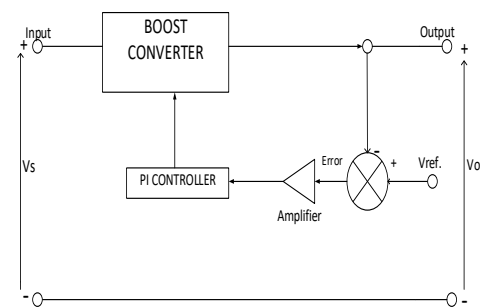 BOOST
CONVERTER
Input
Output
+
+
-
Error
+
Vref.
Vs
PI CONTROLLER
Vo
Amplifier
-
-